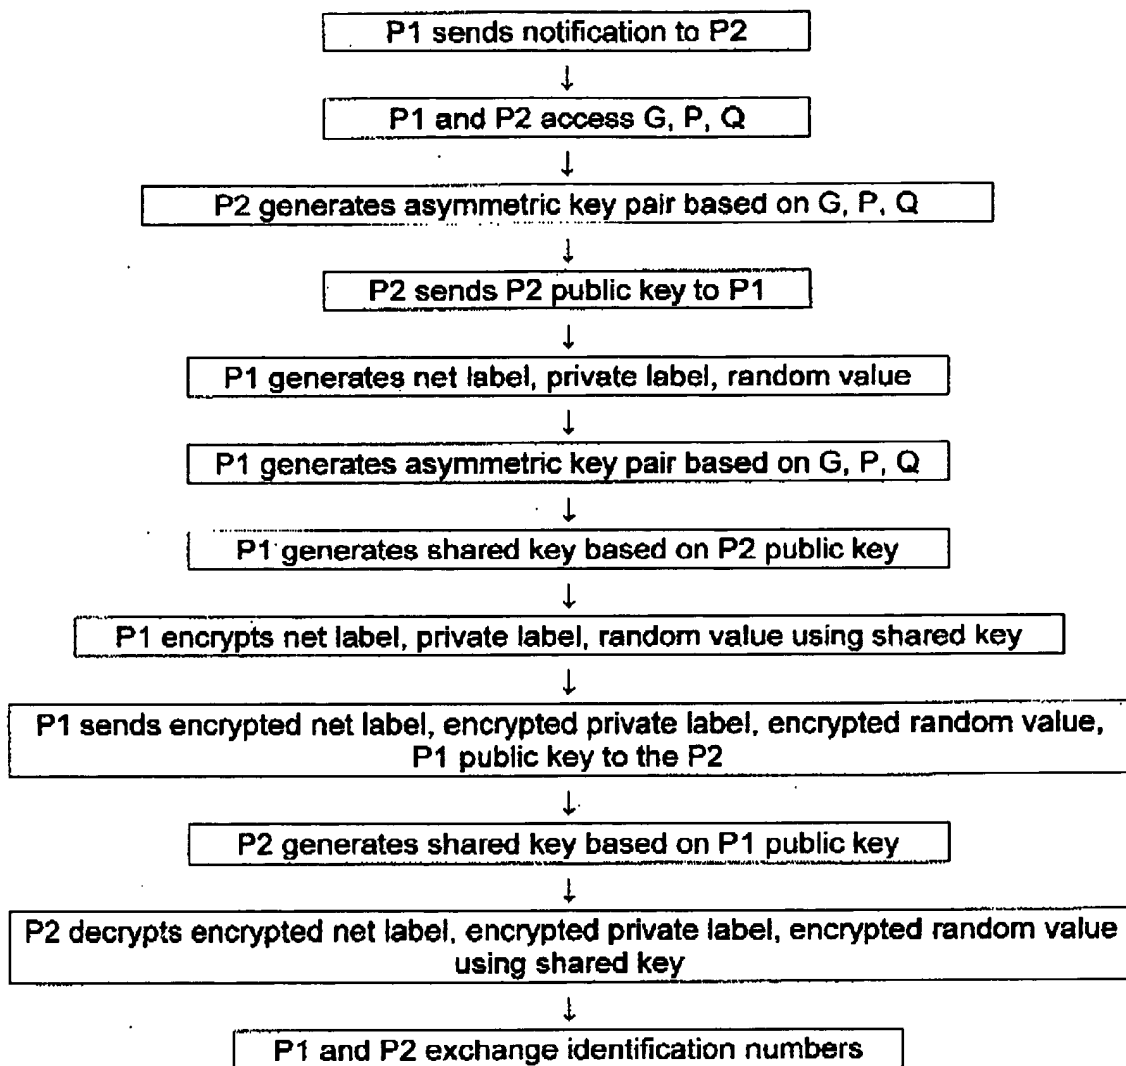 P1 sends notification to P2
↓
P1 and P2 access G, P, Q
↓
P2 generates asymmetric key pair based on G, P, Q
↓
P2 sends P2 public key to P1
↓
P1 generates net label, private label, random value
↓
P1 generates asymmetric key pair based on G, P, Q
↓
P1 generates shared key based on P2 public key
↓
P1 encrypts net label, private label, random value using shared key
↓
P1 sends encrypted net label, encrypted private label, encrypted random value,
P1 public key to the P2
↓
P2 generates shared key based on P1 public key
↓
P2 decrypts encrypted net label, encrypted private label, encrypted random value
using shared key
↓
P1 and P2 exchange identification numbers